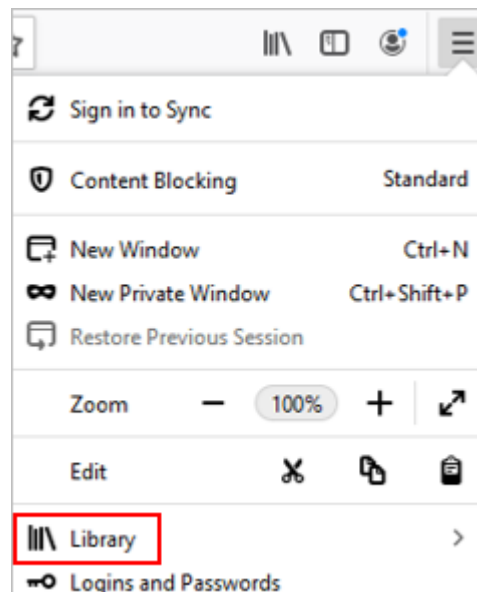 Sign in to Sync
Content Blocking Standard
New Window Ctrl+N
New Private Window Ctrl+Shift+P
Restore Previous Session
Zoom − 100% +
Edit
Library
Logins and Passwords